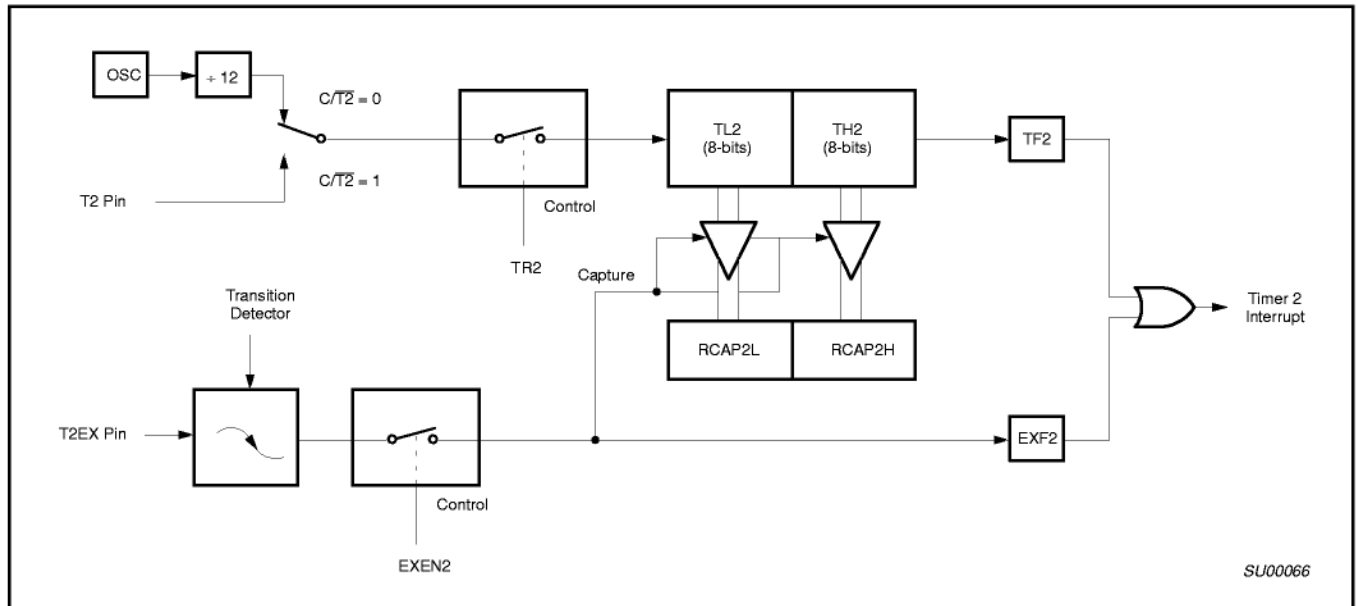 OSC
÷ 12
C/T2̅ = 0
TL2
(8-bits)
TH2
(8-bits)
TF2
C/T2̅ = 1
T2 Pin
Control
TR2
Capture
Transition
Detector
Timer 2
Interrupt
RCAP2L
RCAP2H
T2EX Pin
EXF2
Control
EXEN2
SU00066